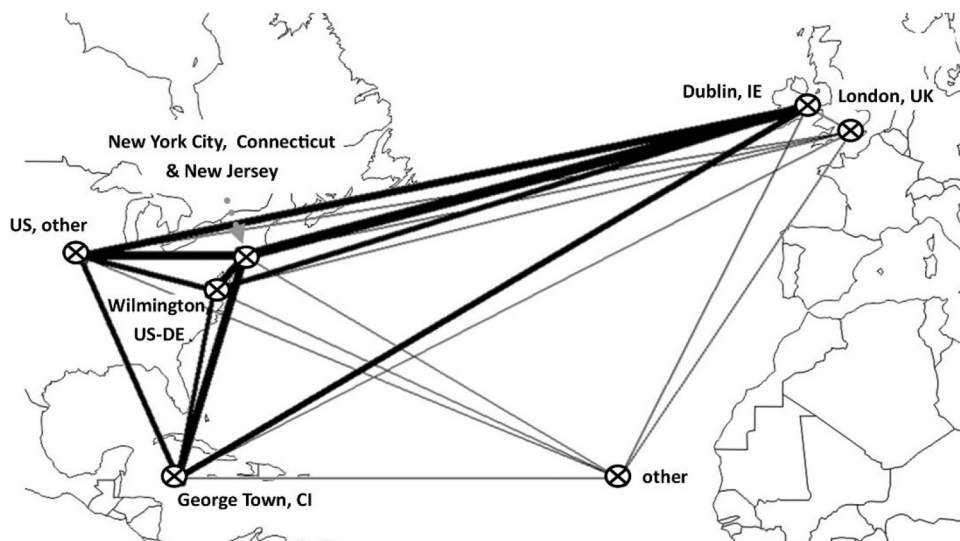 Dublin, IE
London, UK
New York City, Connecticut
& New Jersey
US, other
Wilmington
US-DE
other
George Town, CI